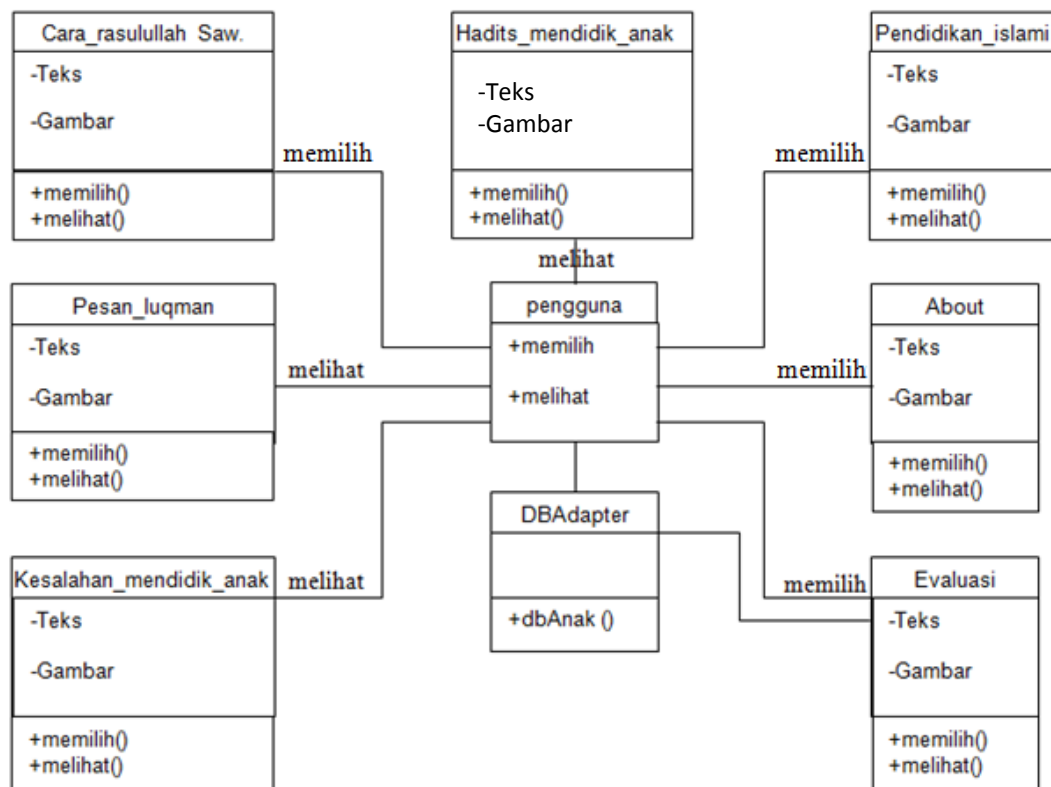 Cara_rasulullah Saw.
-Teks
-Gambar
+memilih()
+melihat()
Hadits_mendidik_anak
-Teks
-Gambar
+memilih()
+melihat()
Pendidikan_islami
-Teks
-Gambar
+memilih()
+melihat()
memilih
memilih
melihat
Pesan_luqman
-Teks
-Gambar
+memilih()
+melihat()
melihat
pengguna
+memilih
+melihat
memilih
About
-Teks
-Gambar
+memilih()
+melihat()
Kesalahan_mendidik_anak
-Teks
-Gambar
+memilih()
+melihat()
melihat
DBAdapter
+dbAnak ()
memilih
Evaluasi
-Teks
-Gambar
+memilih()
+melihat()